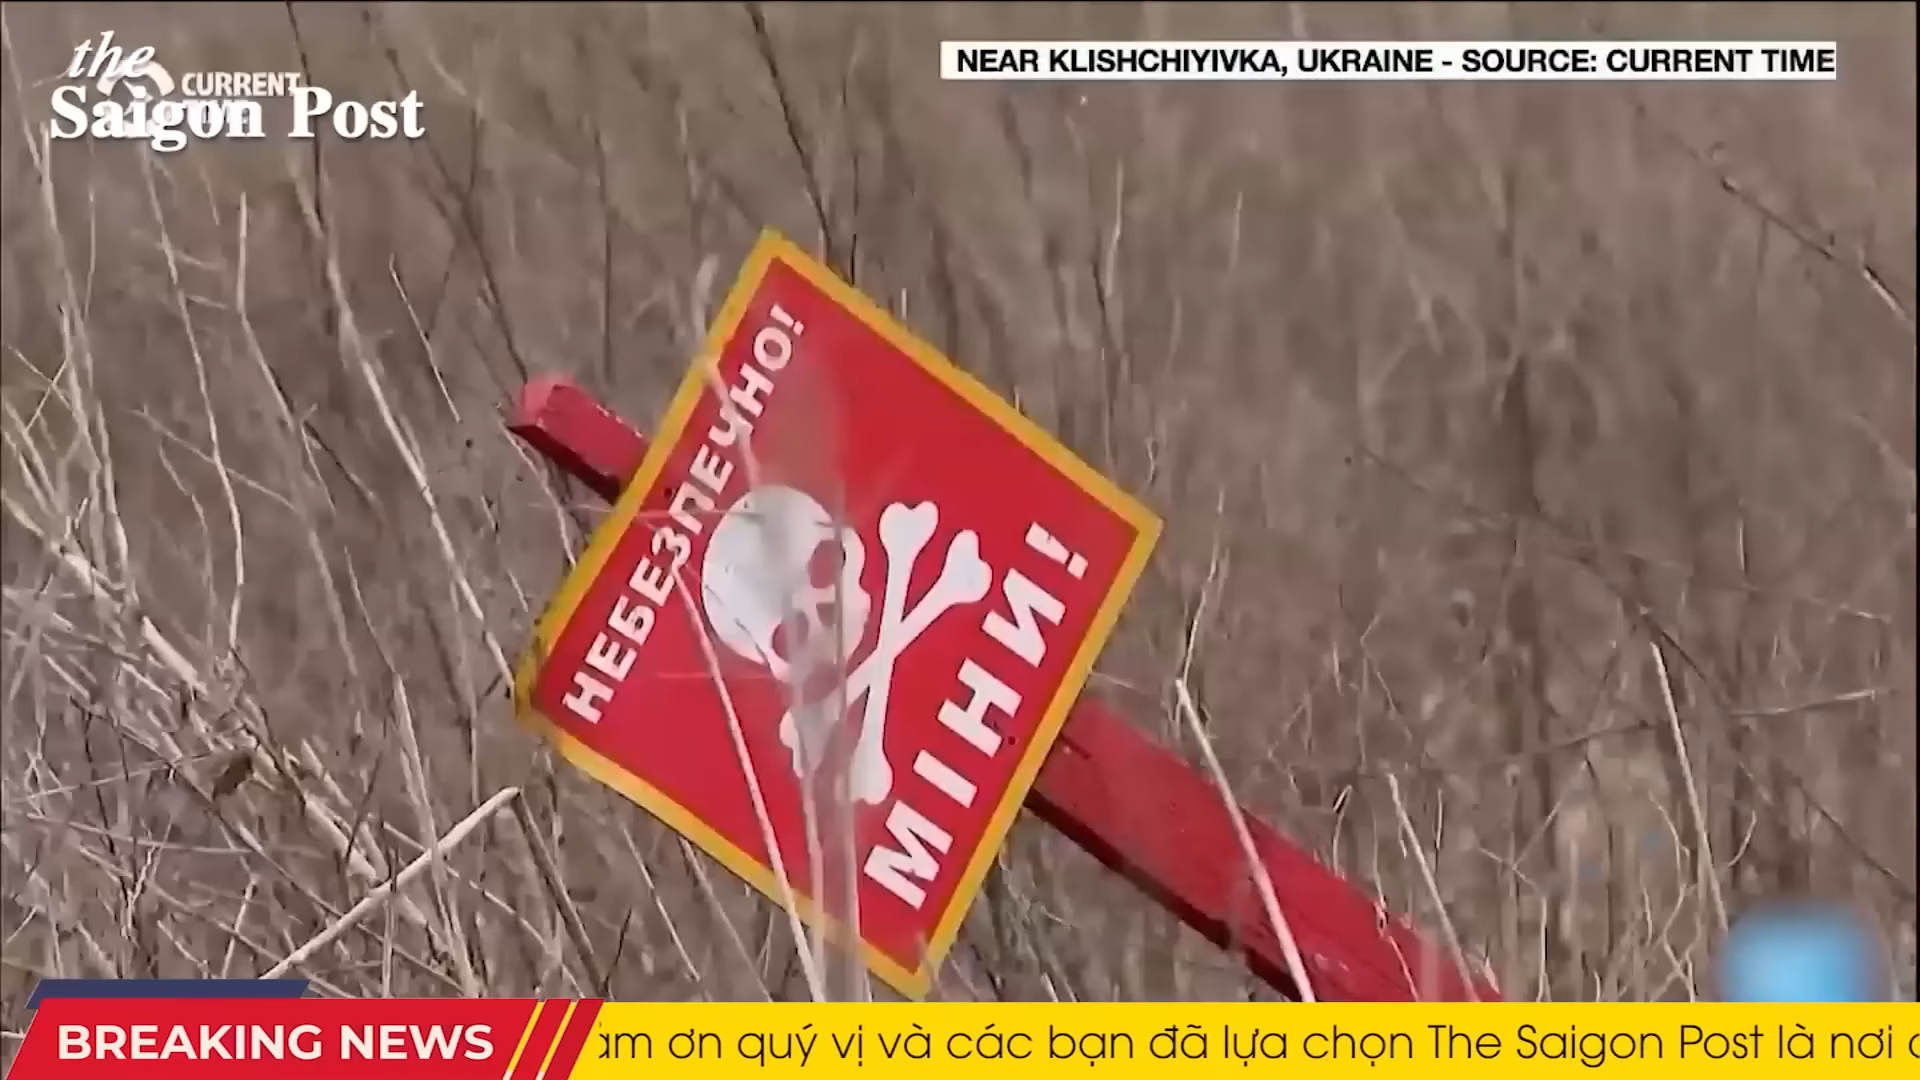 the
Saigon Post
CURRENT
TIME
NEAR KLISHCHIYIVKA, UKRAINE - SOURCE: CURRENT TIME
НЕБЕЗПЕЧНО!
МІНИ!
BREAKING NEWS
ơn quý vị và các bạn đã lựa chọn The Saigon Post là nơi